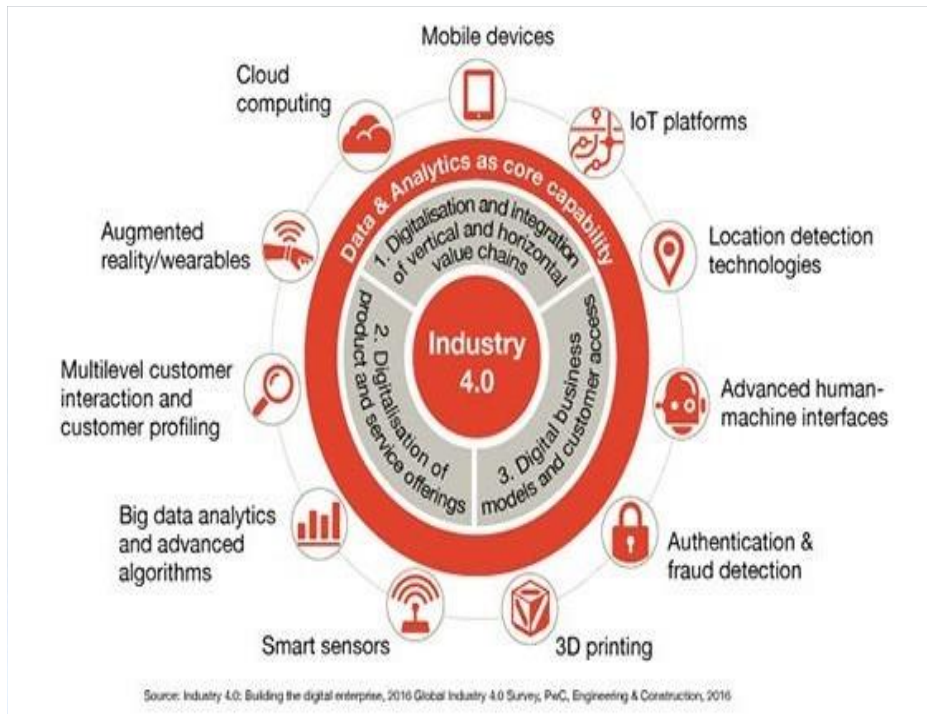 Mobile devices
Cloud
computing
IoT platforms
Data & Analytics as core capability
1. Digitalisation and integration
of vertical and horizontal
value chains
Augmented
reality/wearables
Location detection
technologies
Industry
4.0
2. Digitalisation of
product and service offerings
3. Digital business
models and customer access
Multilevel customer
interaction and
customer profiling
Advanced human-
machine interfaces
Big data analytics
and advanced
algorithms
Authentication &
fraud detection
Smart sensors
3D printing
Source: Industry 4.0: Building the digital enterprise, 2016 Global Industry 4.0 Survey, PwC, Engineering & Construction, 2016